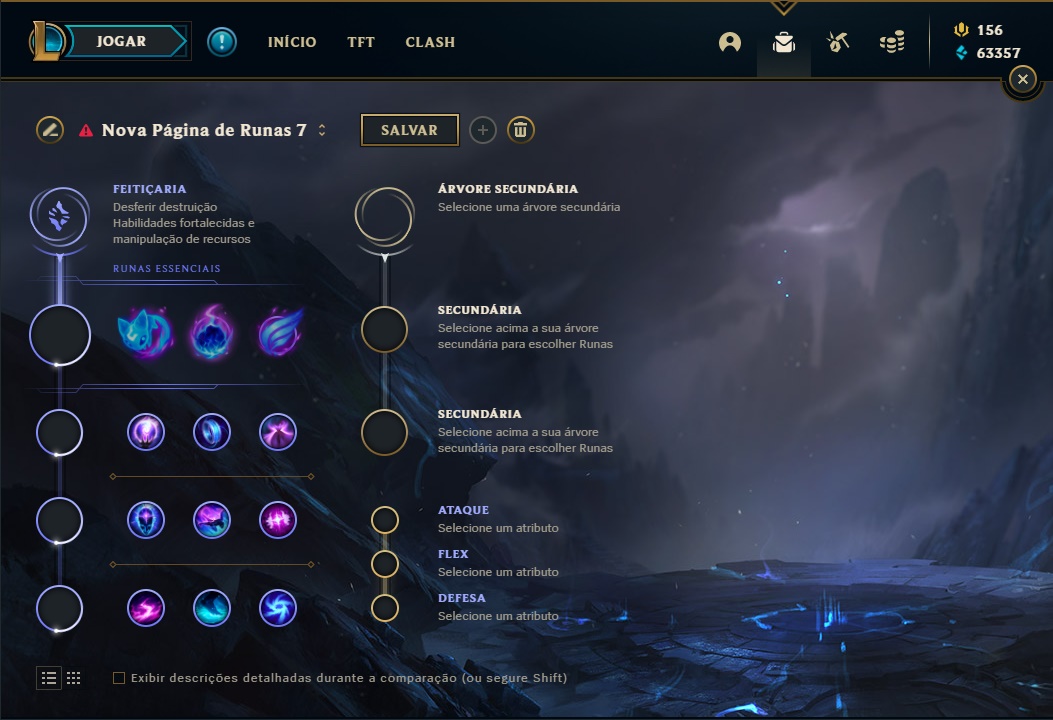 JOGAR
INÍCIO
TFT
CLASH
156
63357
Nova Página de Runas 7
SALVAR
FEITIÇARIA
Desferir destruição
Habilidades fortalecidas e
manipulação de recursos
RUNAS ESSENCIAIS
ÁRVORE SECUNDÁRIA
Selecione uma árvore secundária
SECUNDÁRIA
Selecione acima a sua árvore
secundária para escolher Runas
SECUNDÁRIA
Selecione acima a sua árvore
secundária para escolher Runas
ATAQUE
Selecione um atributo
FLEX
Selecione um atributo
DEFESA
Selecione um atributo
Exibir descrições detalhadas durante a comparação (ou segure Shift)